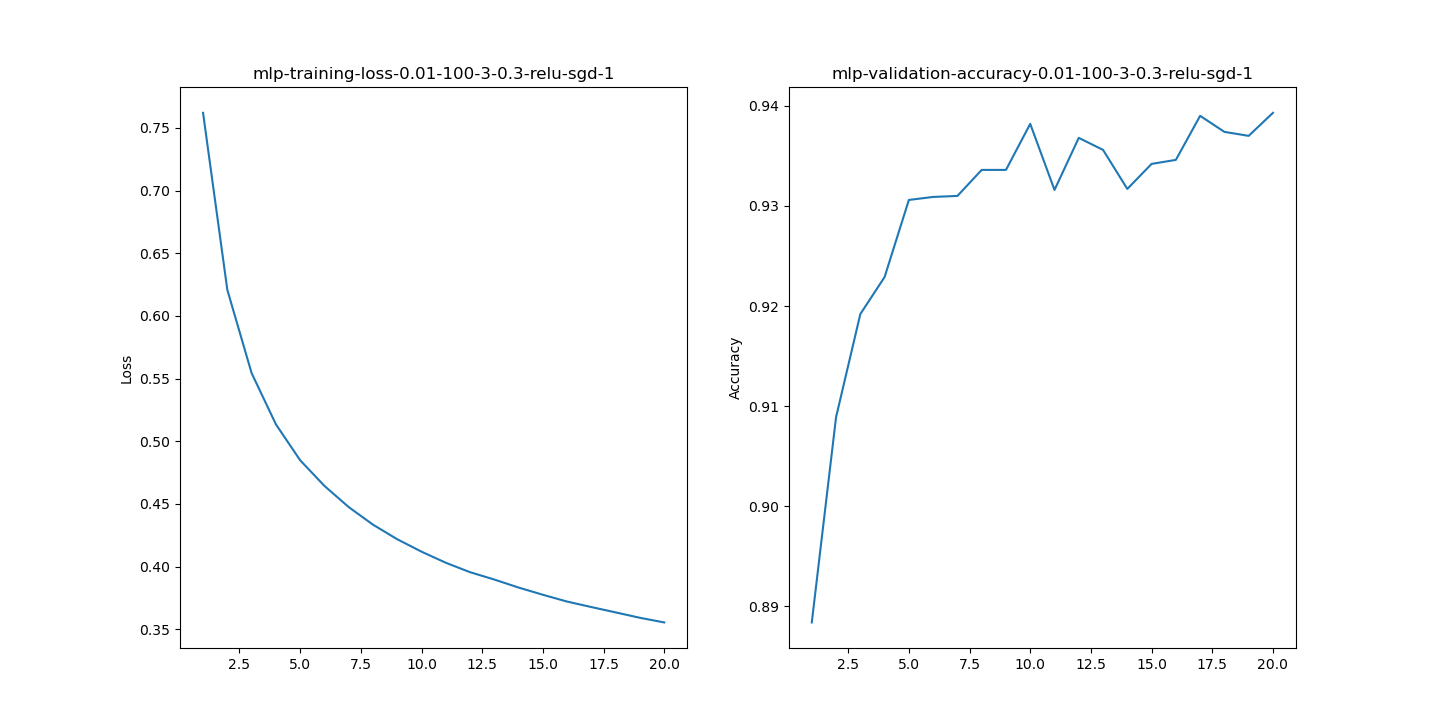 mlp-training-loss-0.01-100-3-0.3-relu-sgd-1
0.75
0.70
0.65
0.60
0.55
0.50
0.45
0.40
0.35
Loss
2.5 5.0 7.5 10.0 12.5 15.0 17.5 20.0
mlp-validation-accuracy-0.01-100-3-0.3-relu-sgd-1
0.94
0.93
0.92
0.91
0.90
0.89
Accuracy
2.5 5.0 7.5 10.0 12.5 15.0 17.5 20.0